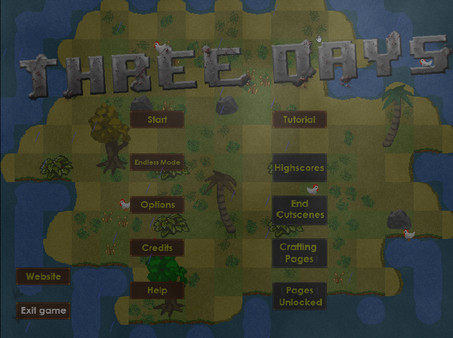 THREE DAYS
Start
Tutorial
Endless Mode
Highscores
Options
End
Cutscenes
Credits
Crafting
Pages
Website
Help
Pages
Unlocked
Exit game